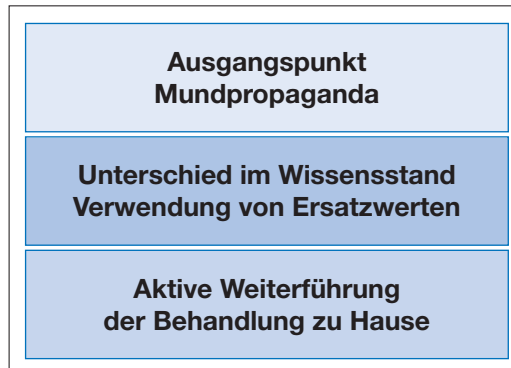 Ausgangspunkt
Mundpropaganda
Unterschied im Wissensstand
Verwendung von Ersatzwerten
Aktive Weiterführung
der Behandlung zu Hause